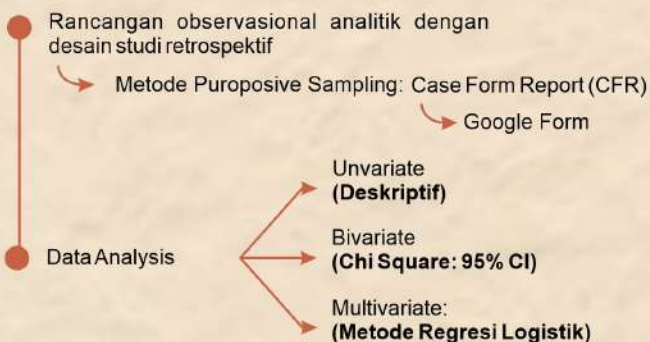 Rancangan observasional analitik dengan
desain studi retrospektif
Metode Puroposive Sampling: Case Form Report (CFR)
Google Form
Data Analysis
Unvariate
(Deskriptif)
Bivariate
(Chi Square: 95% CI)
Multivariate:
(Metode Regresi Logistik)